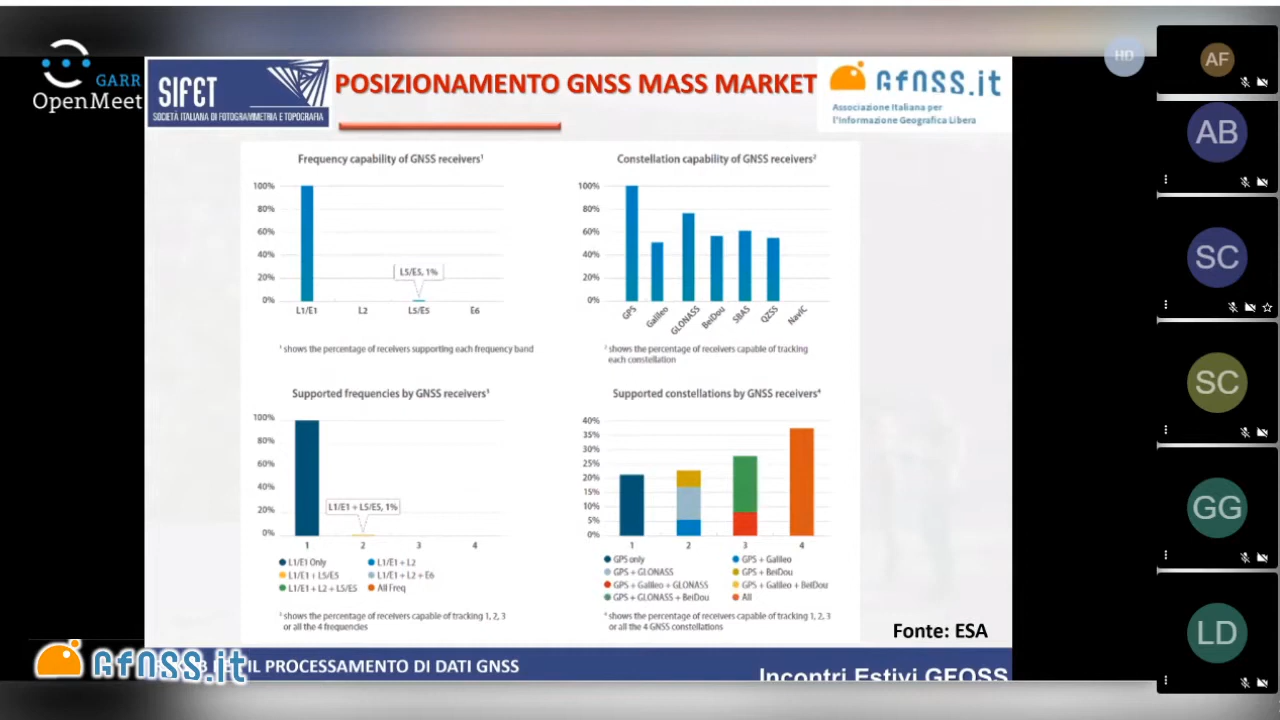 GARR
OpenMeet
SIFET
SOCIETÀ ITALIANA DI FOTOGRAMMETRIA E TOPOGRAFIA
POSIZIONAMENTO GNSS MASS MARKET
GFOSS.it
Associazione Italiana per
l'Informazione Geografica Libera
HD
AF
AB
SC
SC
GG
LD
Frequency capability of GNSS receivers¹
100%
80%
60%
40%
20%
0%
L5/E5, 1%
L1/E1 L2 L5/E5 E6
¹ shows the percentage of receivers supporting each frequency band
Constellation capability of GNSS receivers²
100%
80%
60%
40%
20%
0%
GPS Galileo GLONASS BeiDou SBAS QZSS NavIC
² shows the percentage of receivers capable of tracking
each constellation
Supported frequencies by GNSS receivers³
100%
80%
60%
40%
20%
0%
L1/E1 + L5/E5, 1%
1 2 3 4
L1/E1 Only L1/E1 + L2
L1/E1 + L5/E5 L1/E1 + L2 + E6
L1/E1 + L2 + L5/E5 All Freq
³ shows the percentage of receivers capable of tracking 1, 2, 3
or all the 4 frequencies
Supported constellations by GNSS receivers⁴
40%
35%
30%
25%
20%
15%
10%
5%
0%
1 2 3 4
GPS only GPS + Galileo
GPS + GLONASS GPS + BeiDou
GPS + Galileo + GLONASS GPS + Galileo + BeiDou
GPS + GLONASS + BeiDou All
⁴ shows the percentage of receivers capable of tracking 1, 2, 3
or all the 4 GNSS constellations
Fonte: ESA
GFOSS.it
IL PROCESSAMENTO DI DATI GNSS
Incontri Estivi GFOSS